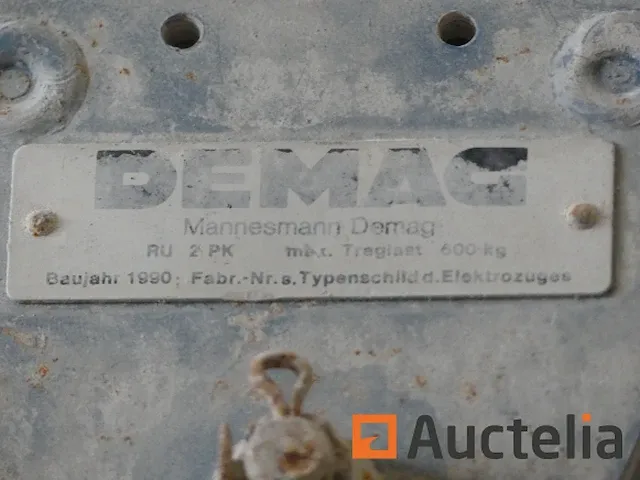 DEMAG
Mannesmann Demag
RU 2 PK max. Traglast 600 kg
Baujahr 1990; Fabr.-Nr.s.Typenschild d.Elektrozuges
Auctelia